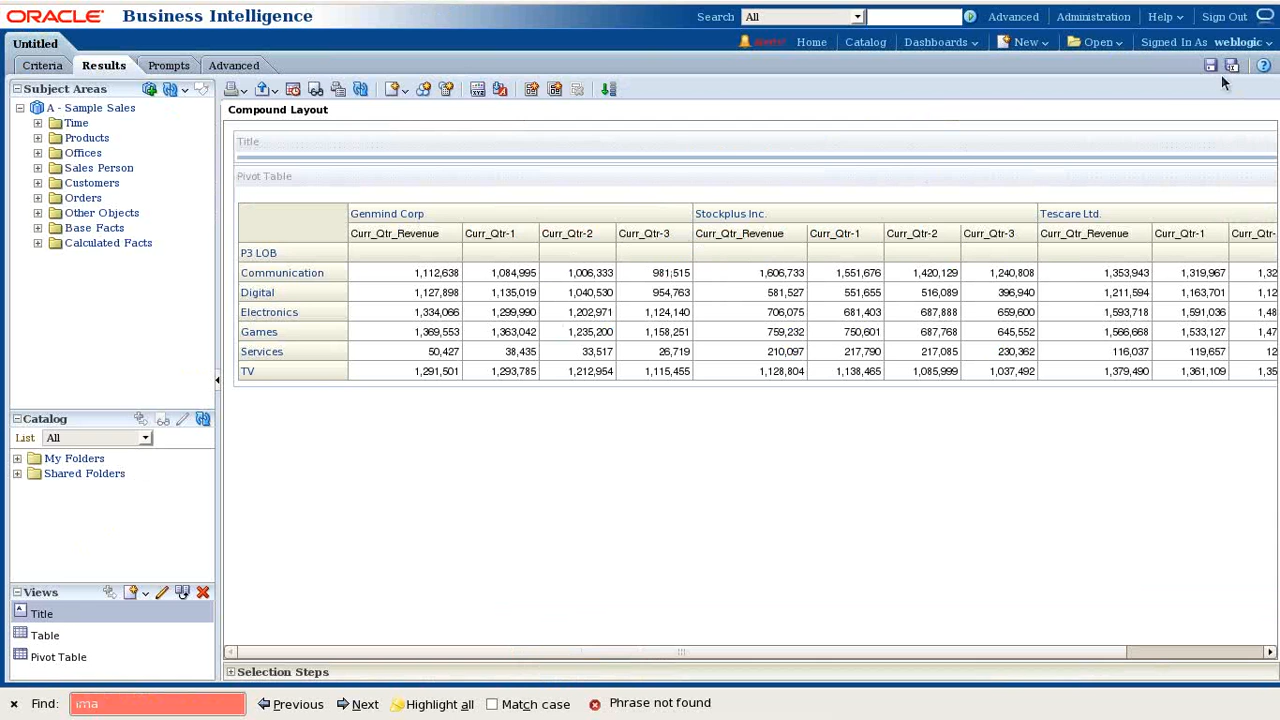 ORACLE Business Intelligence
Search All Advanced Administration Help Sign Out
Untitled
Alerts! Home Catalog Dashboards New Open Signed In As weblogic
Criteria Results Prompts Advanced
Subject Areas
A - Sample Sales
Time
Products
Offices
Sales Person
Customers
Orders
Other Objects
Base Facts
Calculated Facts
Catalog
List All
My Folders
Shared Folders
Views
Title
Table
Pivot Table
Compound Layout
Title
Pivot Table
Genmind Corp Stockplus Inc. Tescare Ltd.
Curr_Qtr_Revenue Curr_Qtr-1 Curr_Qtr-2 Curr_Qtr-3 Curr_Qtr_Revenue Curr_Qtr-1 Curr_Qtr-2 Curr_Qtr-3 Curr_Qtr_Revenue Curr_Qtr-1 Curr_Qtr-
P3 LOB
Communication 1,112,638 1,084,995 1,006,333 981,515 1,606,733 1,551,676 1,420,129 1,240,808 1,353,943 1,319,967 1,32
Digital 1,127,898 1,135,019 1,040,530 954,763 581,527 551,655 516,089 396,940 1,211,594 1,163,701 1,12
Electronics 1,334,066 1,299,990 1,202,971 1,124,140 706,075 681,403 687,888 659,600 1,593,718 1,591,036 1,48
Games 1,369,553 1,363,042 1,235,200 1,158,251 759,232 750,601 687,768 645,552 1,566,668 1,533,127 1,47
Services 50,427 38,435 33,517 26,719 210,097 217,790 217,085 230,362 116,037 119,657 12
TV 1,291,501 1,293,785 1,212,954 1,115,455 1,128,804 1,138,465 1,085,999 1,037,492 1,379,490 1,361,109 1,35
Selection Steps
Find: ima Previous Next Highlight all Match case Phrase not found